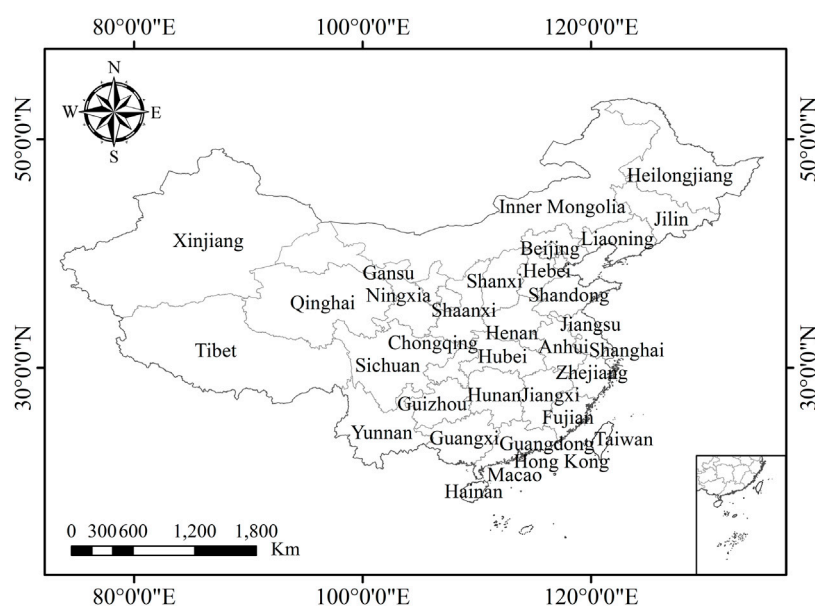 80°0'0"E 100°0'0"E 120°0'0"E
N
W E
S
50°0'0"N 50°0'0"N
Heilongjiang
Inner Mongolia
Jilin
Xinjiang
Liaoning
Beijing
Gansu
Hebei
Shanxi
Qinghai
Ningxia
Shandong
Shaanxi
Jiangsu
Henan
Chongqing
Anhui
Shanghai
Tibet
Hubei
Sichuan
30°0'0"N 30°0'0"N
Zhejiang
Hunan
Jiangxi
Guizhou
Fujian
Yunnan
Guangxi
Guangdong
Taiwan
Hong Kong
Macao
Hainan
0 300 600 1,200 1,800
Km
80°0'0"E 100°0'0"E 120°0'0"E